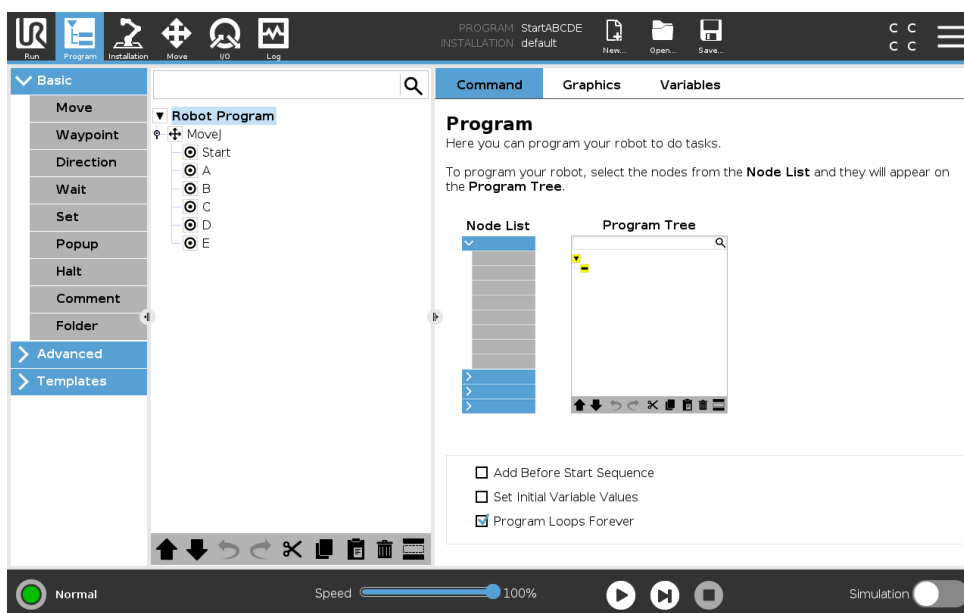 PROGRAM StartABCDE
INSTALLATION default
UR
Run
Program
Installation
Move
I/O
Log
New...
Open...
Save...
C C
C C
Basic
Move
Waypoint
Direction
Wait
Set
Popup
Halt
Comment
Folder
Advanced
Templates
Robot Program
MoveJ
Start
A
B
C
D
E
Command Graphics Variables
Program
Here you can program your robot to do tasks.
To program your robot, select the nodes from the Node List and they will appear on
the Program Tree.
Node List
Program Tree
Add Before Start Sequence
Set Initial Variable Values
Program Loops Forever
Normal
Speed
100%
Simulation